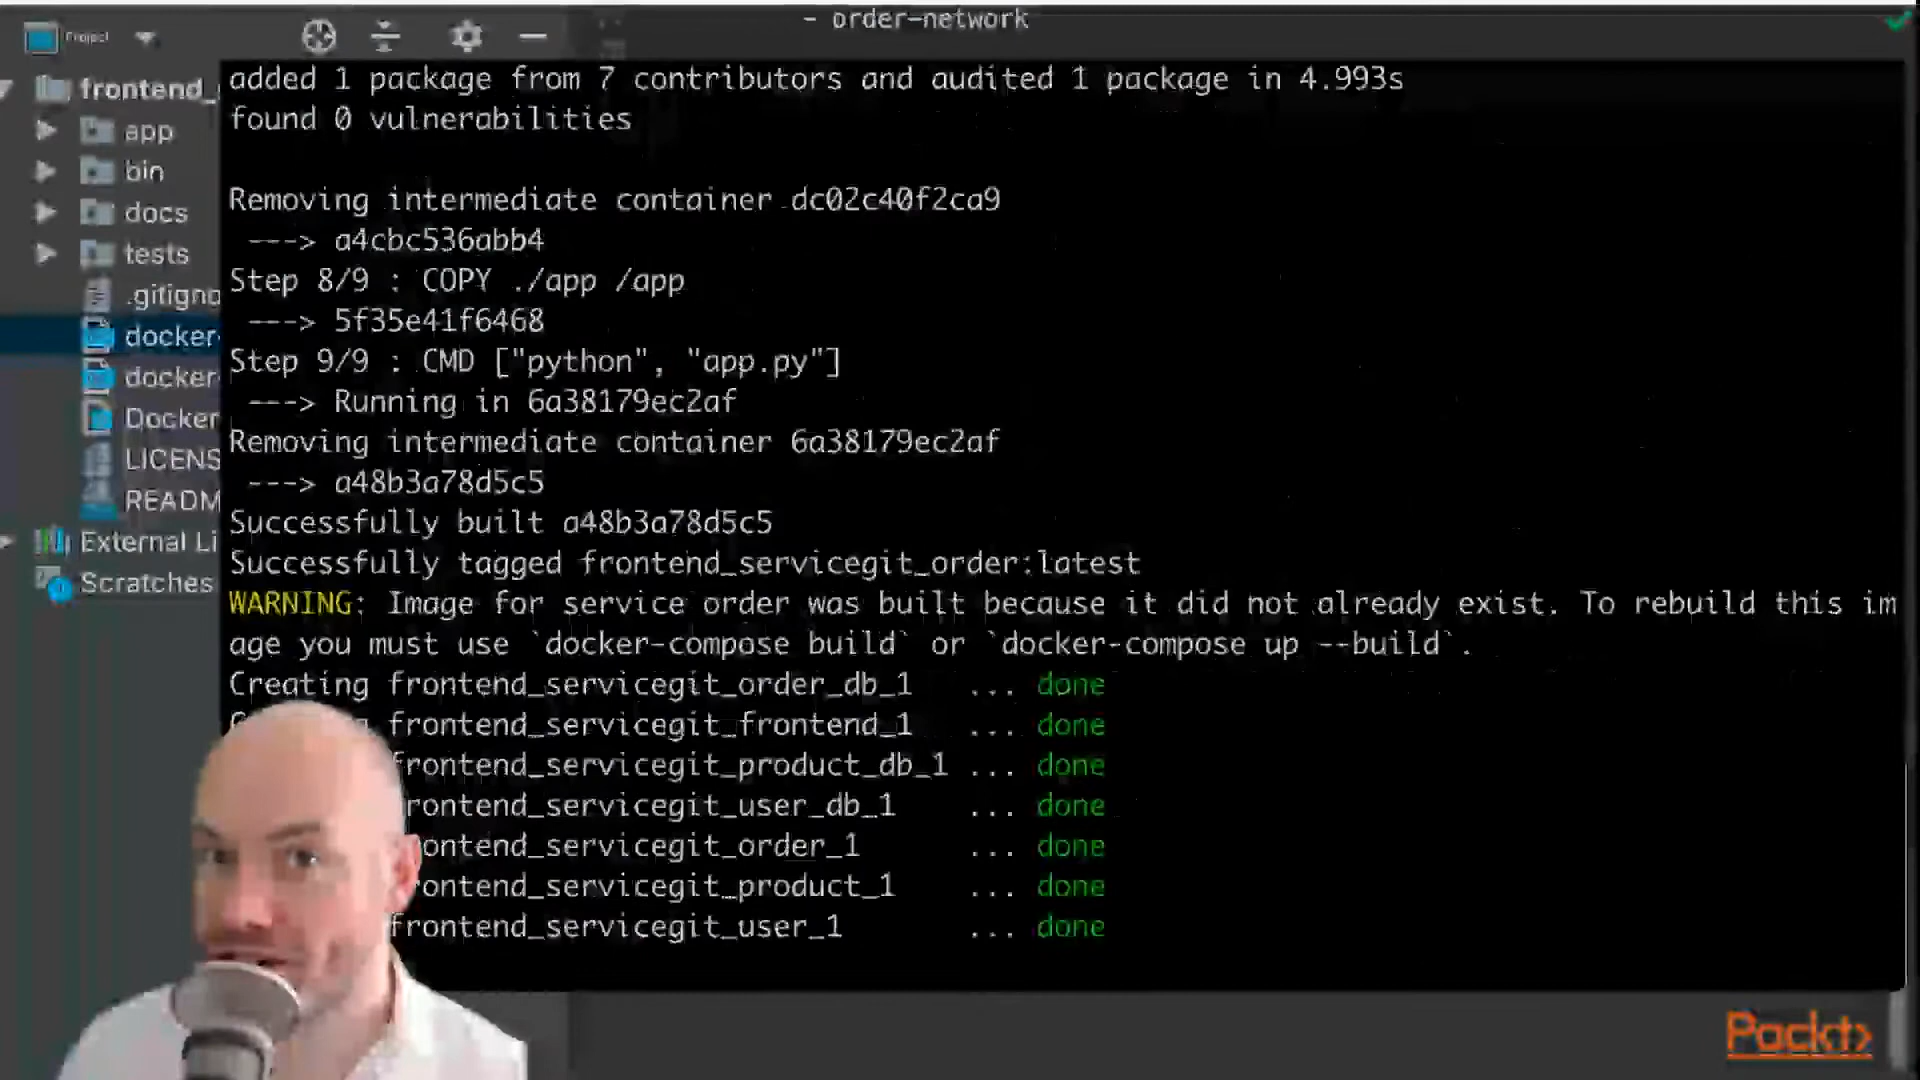 - order-network
Project
frontend_
app
bin
docs
tests
.gitigno
docker-
docker-
Docker
LICENS
READM
External Li
Scratches
added 1 package from 7 contributors and audited 1 package in 4.993s
found 0 vulnerabilities
Removing intermediate container dc02c40f2ca9
---> a4cbc536abb4
Step 8/9 : COPY ./app /app
---> 5f35e41f6468
Step 9/9 : CMD ["python", "app.py"]
---> Running in 6a38179ec2af
Removing intermediate container 6a38179ec2af
---> a48b3a78d5c5
Successfully built a48b3a78d5c5
Successfully tagged frontend_servicegit_order:latest
WARNING: Image for service order was built because it did not already exist. To rebuild this im
age you must use `docker-compose build` or `docker-compose up --build`.
Creating frontend_servicegit_order_db_1 ... done
frontend_servicegit_frontend_1 ... done
frontend_servicegit_product_db_1 ... done
rontend_servicegit_user_db_1 ... done
ontend_servicegit_order_1 ... done
rontend_servicegit_product_1 ... done
frontend_servicegit_user_1 ... done
Packt>